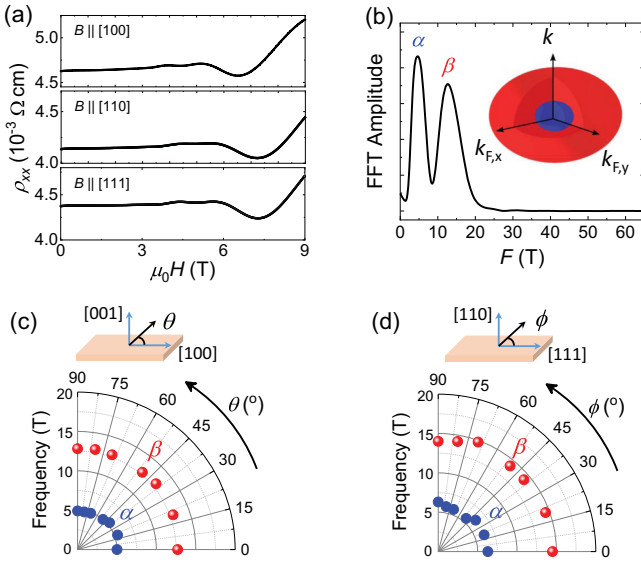 (a)
B || [100]
5.0
4.5
B || [110]
4.5
4.0
B || [111]
4.5
4.0
ρxx (10⁻³ Ω cm)
0 3 6 9
μ₀H (T)
(b)
α
β
k
kF,x
kF,y
FFT Amplitude
0 10 20 30 40 50 60
F (T)
(c)
[001]
θ
[100]
90
75
60
45
30
15
0
θ (º)
20
15
10
5
0
Frequency (T)
β
α
(d)
[110]
ϕ
[111]
90
75
60
45
30
15
0
ϕ (º)
20
15
10
5
0
Frequency (T)
β
α